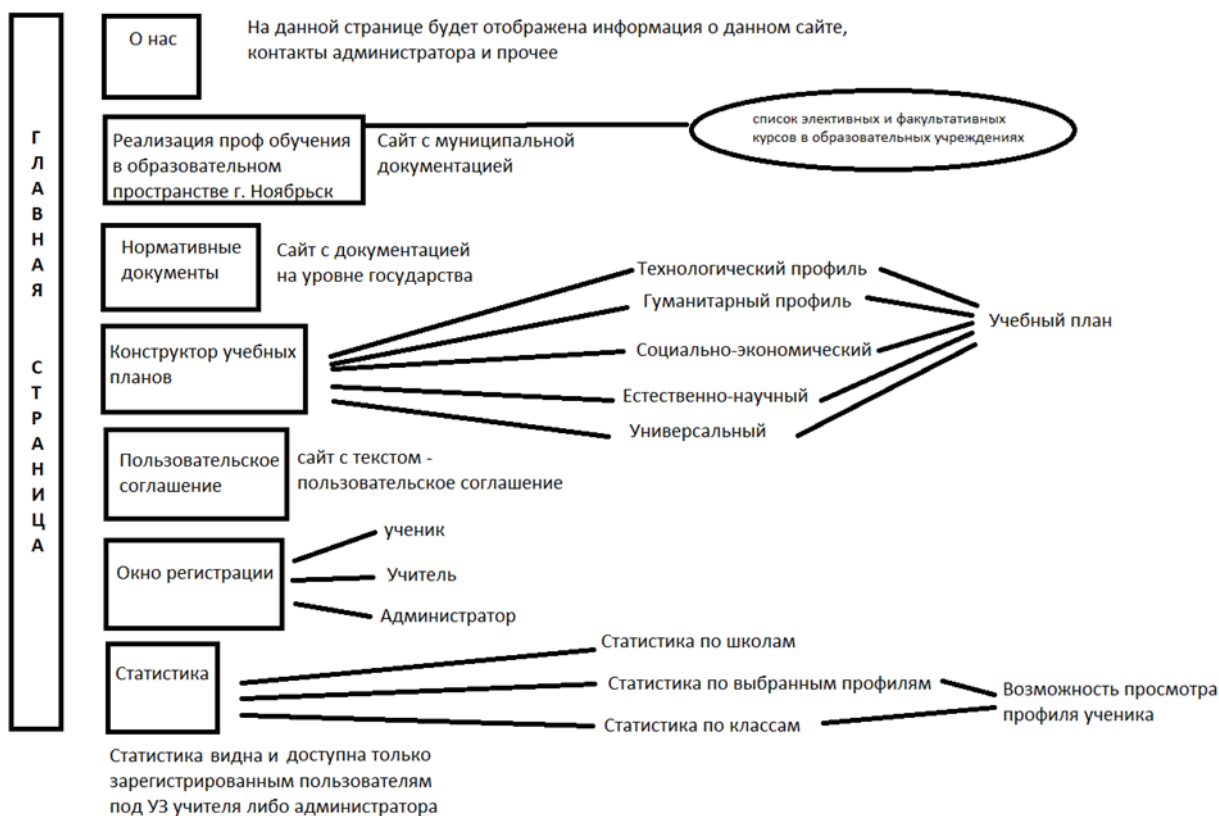 ГЛАВНАЯ СТРАНИЦА
О нас
На данной странице будет отображена информация о данном сайте,
контакты администратора и прочее
Реализация проф обучения
в образовательном
пространстве г. Ноябрьск
Сайт с муниципальной
документацией
список элективных и факультативных
курсов в образовательных учреждениях
Нормативные
документы
Сайт с документацией
на уровне государства
Конструктор учебных
планов
Технологический профиль
Гуманитарный профиль
Социально-экономический
Естественно-научный
Универсальный
Учебный план
Пользовательское
соглашение
сайт с текстом -
пользовательское соглашение
Окно регистрации
ученик
Учитель
Администратор
Статистика
Статистика по школам
Статистика по выбранным профилям
Статистика по классам
Возможность просмотра
профиля ученика
Статистика видна и доступна только
зарегистрированным пользователям
под УЗ учителя либо администратора